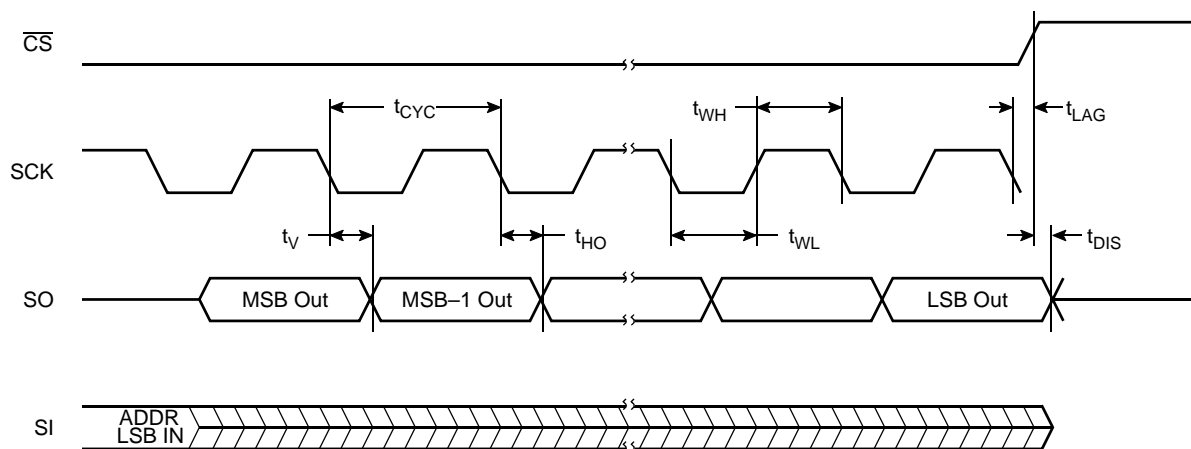 CS
tCYC
tWH
tLAG
SCK
tV
tHO
tWL
tDIS
SO
MSB Out
MSB–1 Out
LSB Out
SI
ADDR
LSB IN